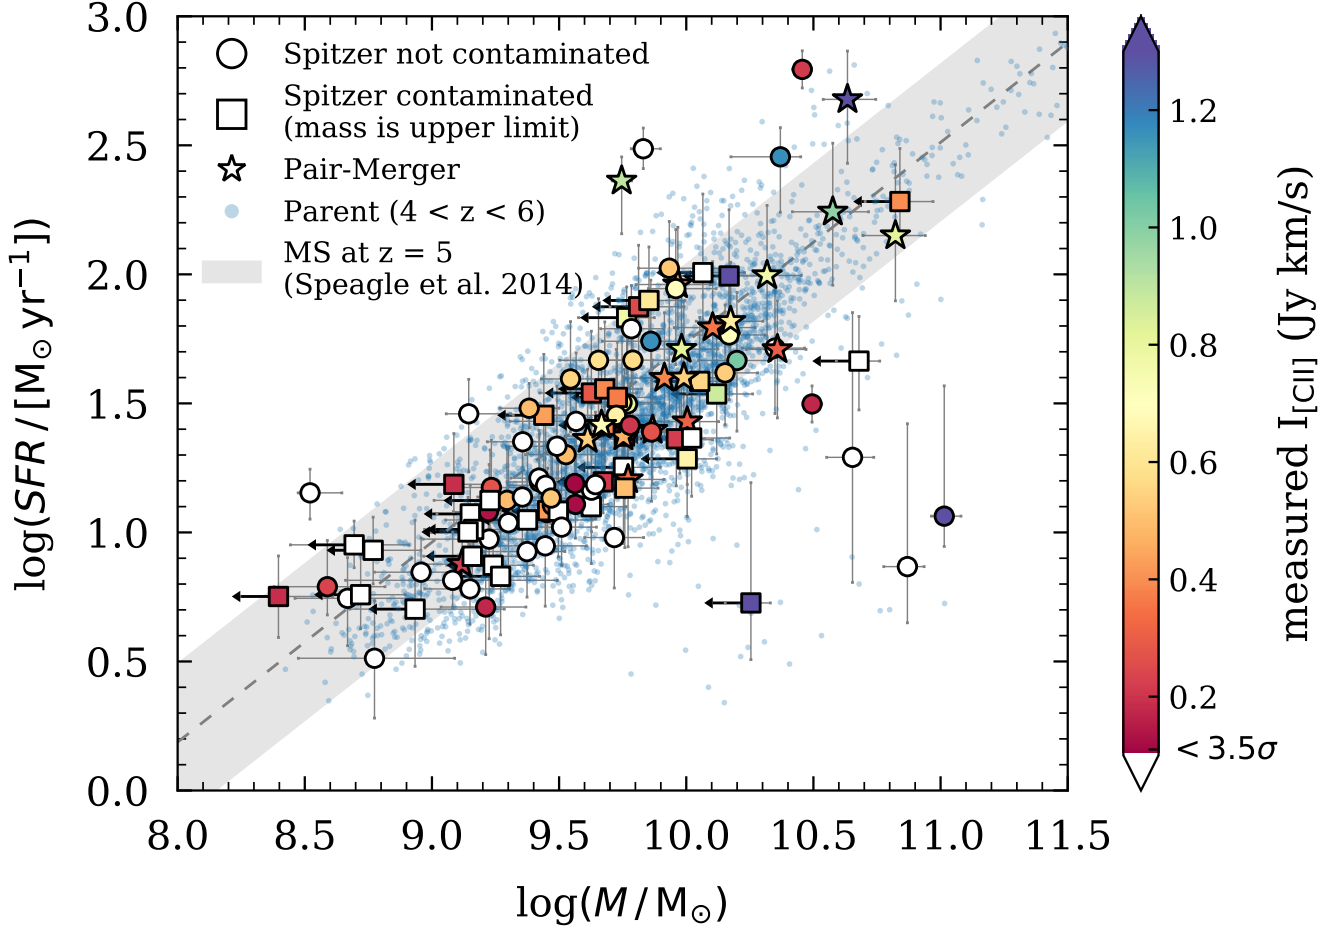 Spitzer not contaminated
Spitzer contaminated
(mass is upper limit)
Pair-Merger
Parent (4 < z < 6)
MS at z = 5
(Speagle et al. 2014)
3.0
2.5
2.0
1.5
1.0
0.5
0.0
log(SFR / [M⊙ yr⁻¹])
8.0 8.5 9.0 9.5 10.0 10.5 11.0 11.5
log(M / M⊙)
1.2
1.0
0.8
0.6
0.4
0.2
< 3.5σ
measured I[CII] (Jy km/s)